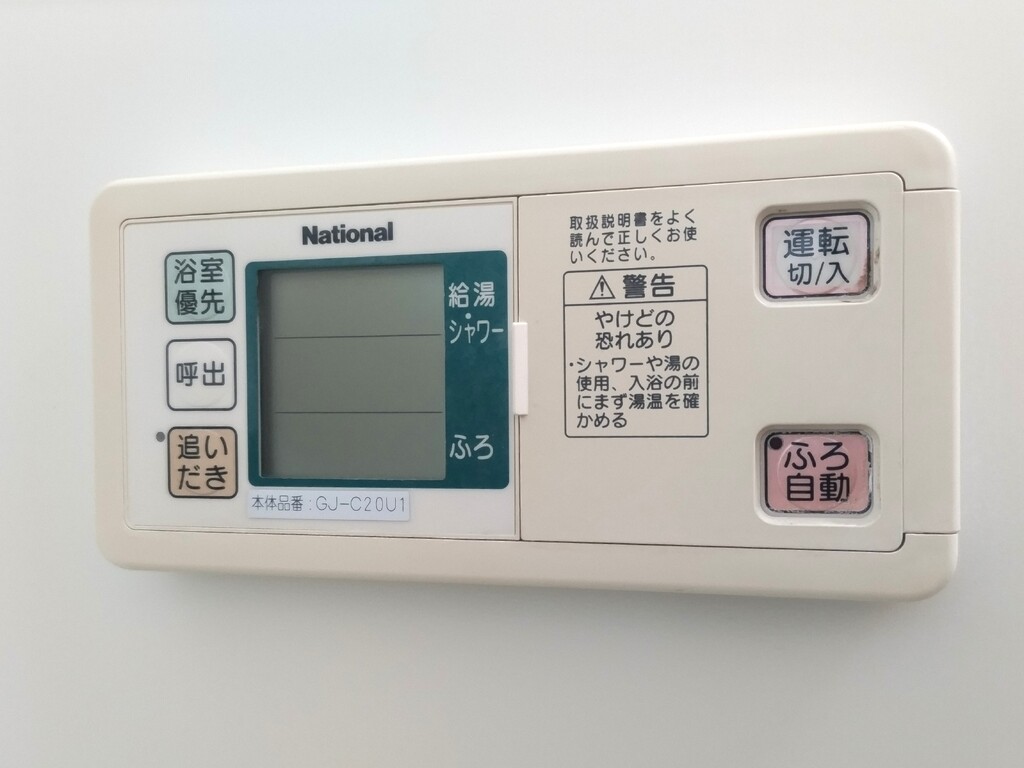 National
浴室
優先
呼出
追い
だき
給湯
・
シャワー
ふろ
本体品番：GJ-C20U1
取扱説明書をよく
読んで正しくお使
いください。
⚠ 警告
やけどの
恐れあり
・シャワーや湯の
使用、入浴の前
にまず湯温を確
かめる
運転
切/入
ふろ
自動